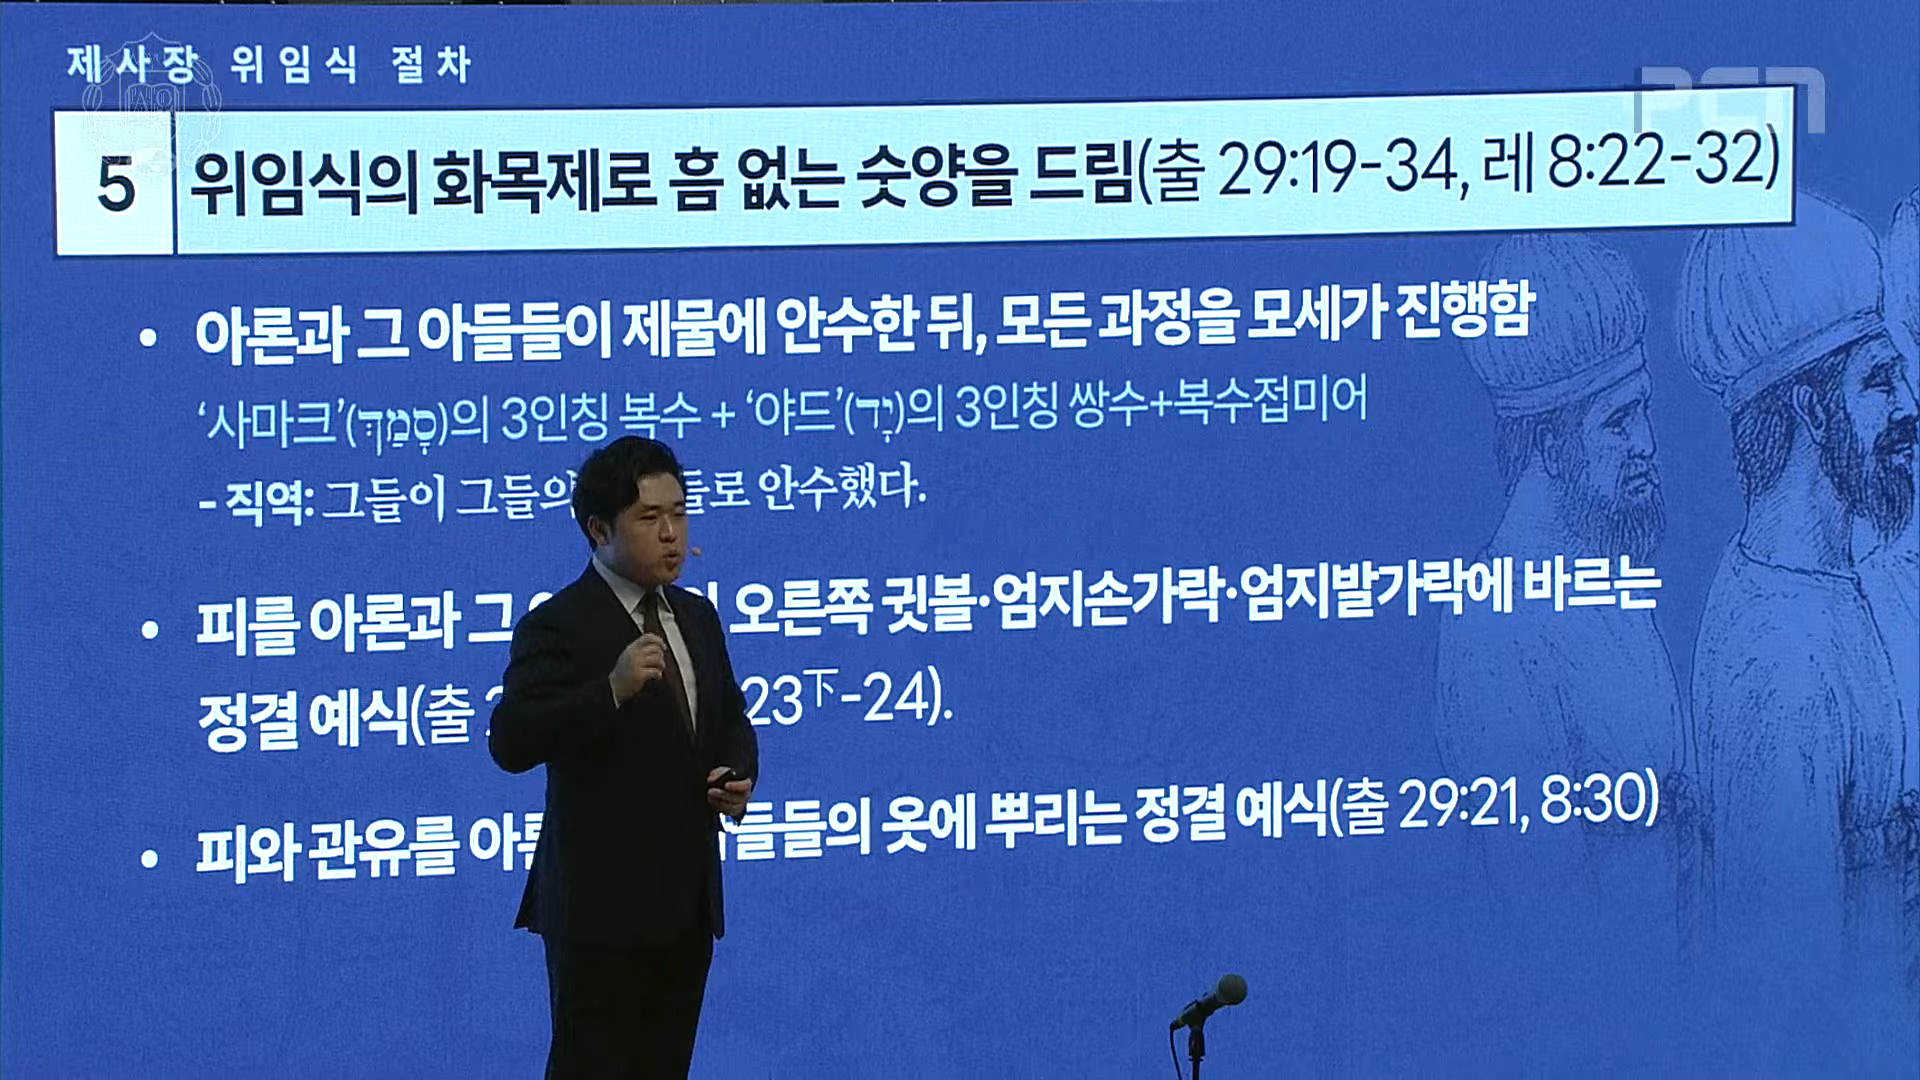 제사장 위임식 절차
PCN
5 위임식의 화목제로 흠 없는 숫양을 드림(출 29:19-34, 레 8:22-32)
• 아론과 그 아들들이 제물에 안수한 뒤, 모든 과정을 모세가 진행함
‘사마크’(סָמַךְ)의 3인칭 복수 + ‘야드’(יָד)의 3인칭 쌍수+복수접미어
- 직역: 그들이 그들의 들로 안수했다.
• 피를 아론과 그 오른쪽 귓볼·엄지손가락·엄지발가락에 바르는
정결 예식(출 23下-24).
• 피와 관유를 아론 들들의 옷에 뿌리는 정결 예식(출 29:21, 8:30)